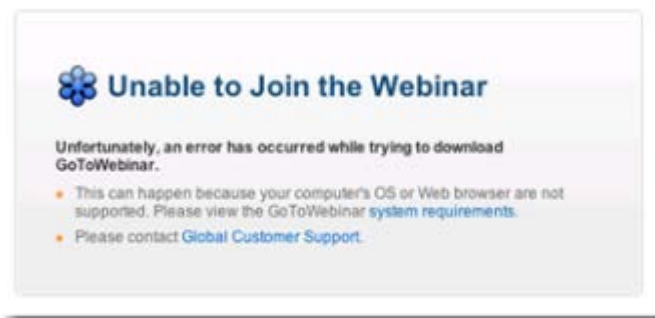 Unable to Join the Webinar
Unfortunately, an error has occurred while trying to download
GoToWebinar.
This can happen because your computer's OS or Web browser are not
supported. Please view the GoToWebinar system requirements.
Please contact Global Customer Support.